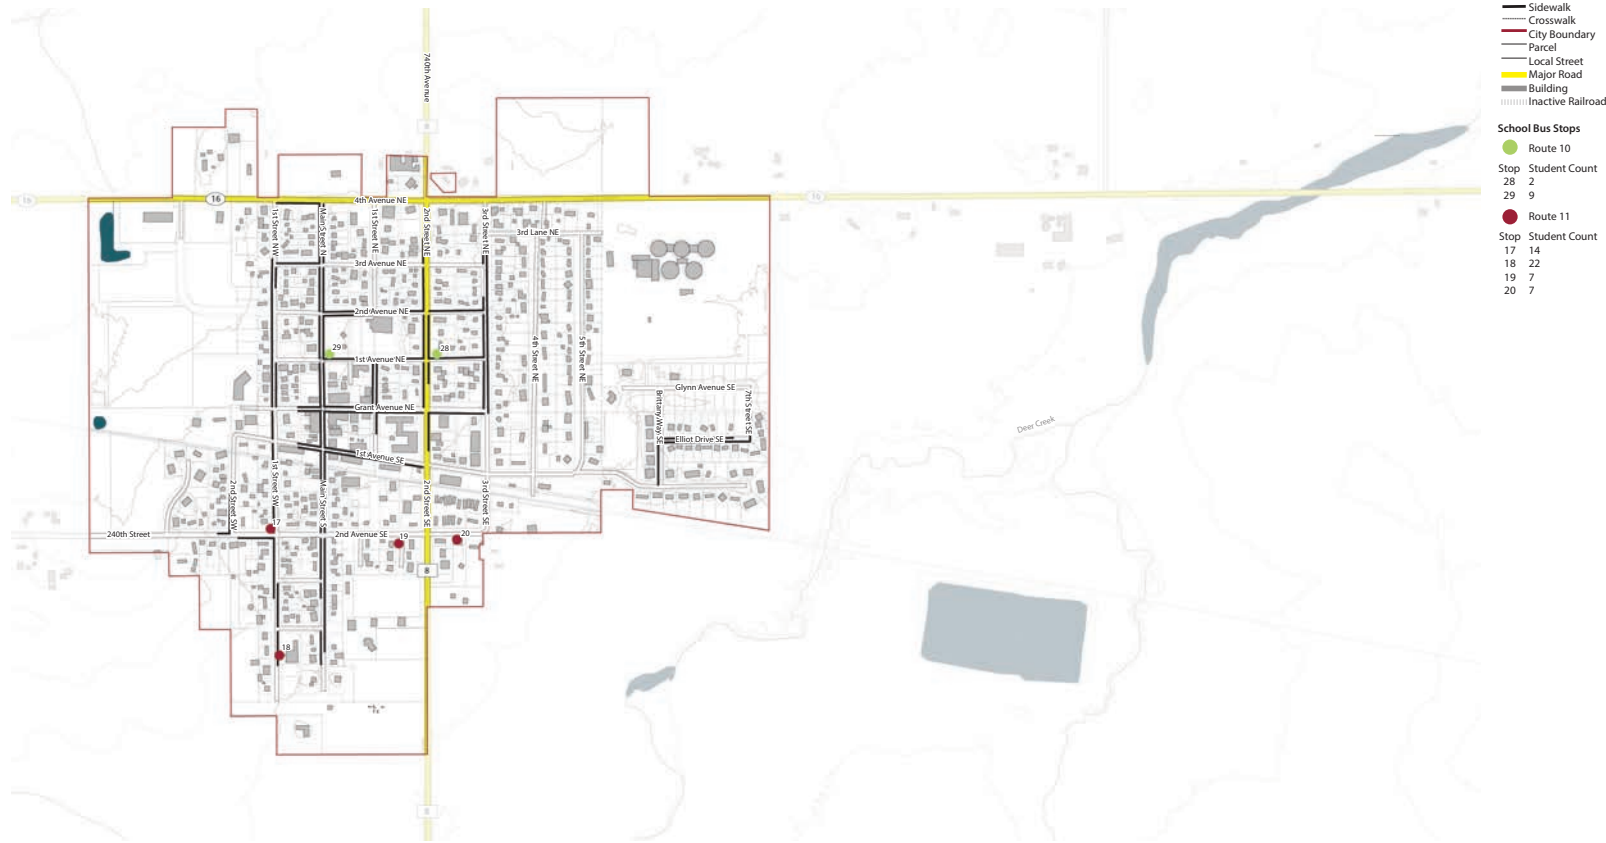 Sidewalk
Crosswalk
City Boundary
Parcel
Local Street
Major Road
Building
Inactive Railroad
School Bus Stops
Route 10
Stop Student Count
28 2
29 9
Route 11
Stop Student Count
17 14
18 22
19 7
20 7
740th Avenue
8
16
16
16
4th Avenue NE
1st Street NW
Main Street N
1st Street NE
2nd Street NE
3rd Street NE
3rd Lane NE
3rd Avenue NE
2nd Avenue NE
29
28
1st Avenue NE
4th Street NE
5th Street NE
Glynn Avenue SE
Brittany Way SE
7th Street SE
Grant Avenue NE
Elliot Drive SE
Deer Creek
1st Avenue SE
1st Street SW
2nd Street SW
Main Street S
2nd Street SE
3rd Street SE
17
240th Street
2nd Avenue SE
19
20
8
18
8